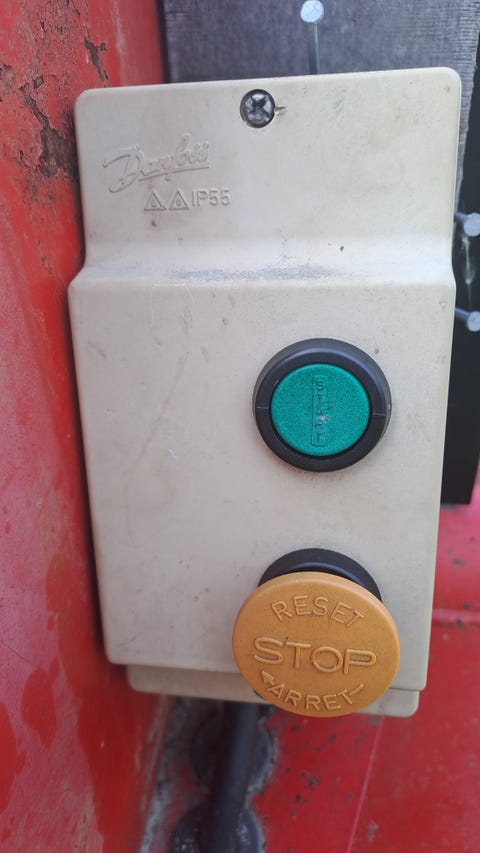 Danfoss
IP55
START
RESET
STOP
ARRET